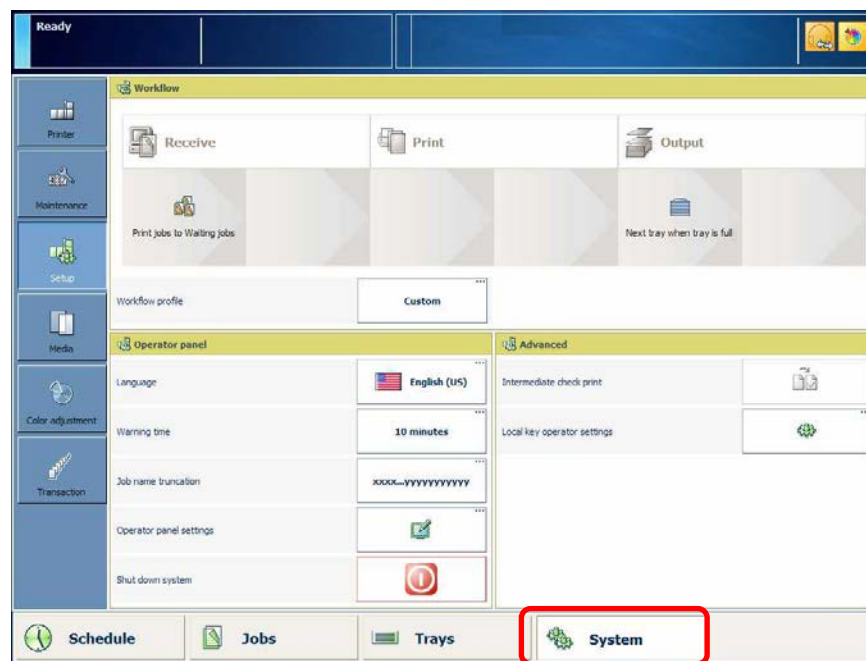 Ready
Workflow
Printer
Receive
Print
Output
Maintenance
Print jobs to Waiting jobs
Next tray when tray is full
Setup
Workflow profile
Custom
Media
Operator panel
Advanced
Language
English (US)
Intermediate check print
Color adjustment
Warning time
10 minutes
Local key operator settings
Transaction
Job name truncation
xxxx...yyyyyyyyyyy
Operator panel settings
Shut down system
Schedule
Jobs
Trays
System